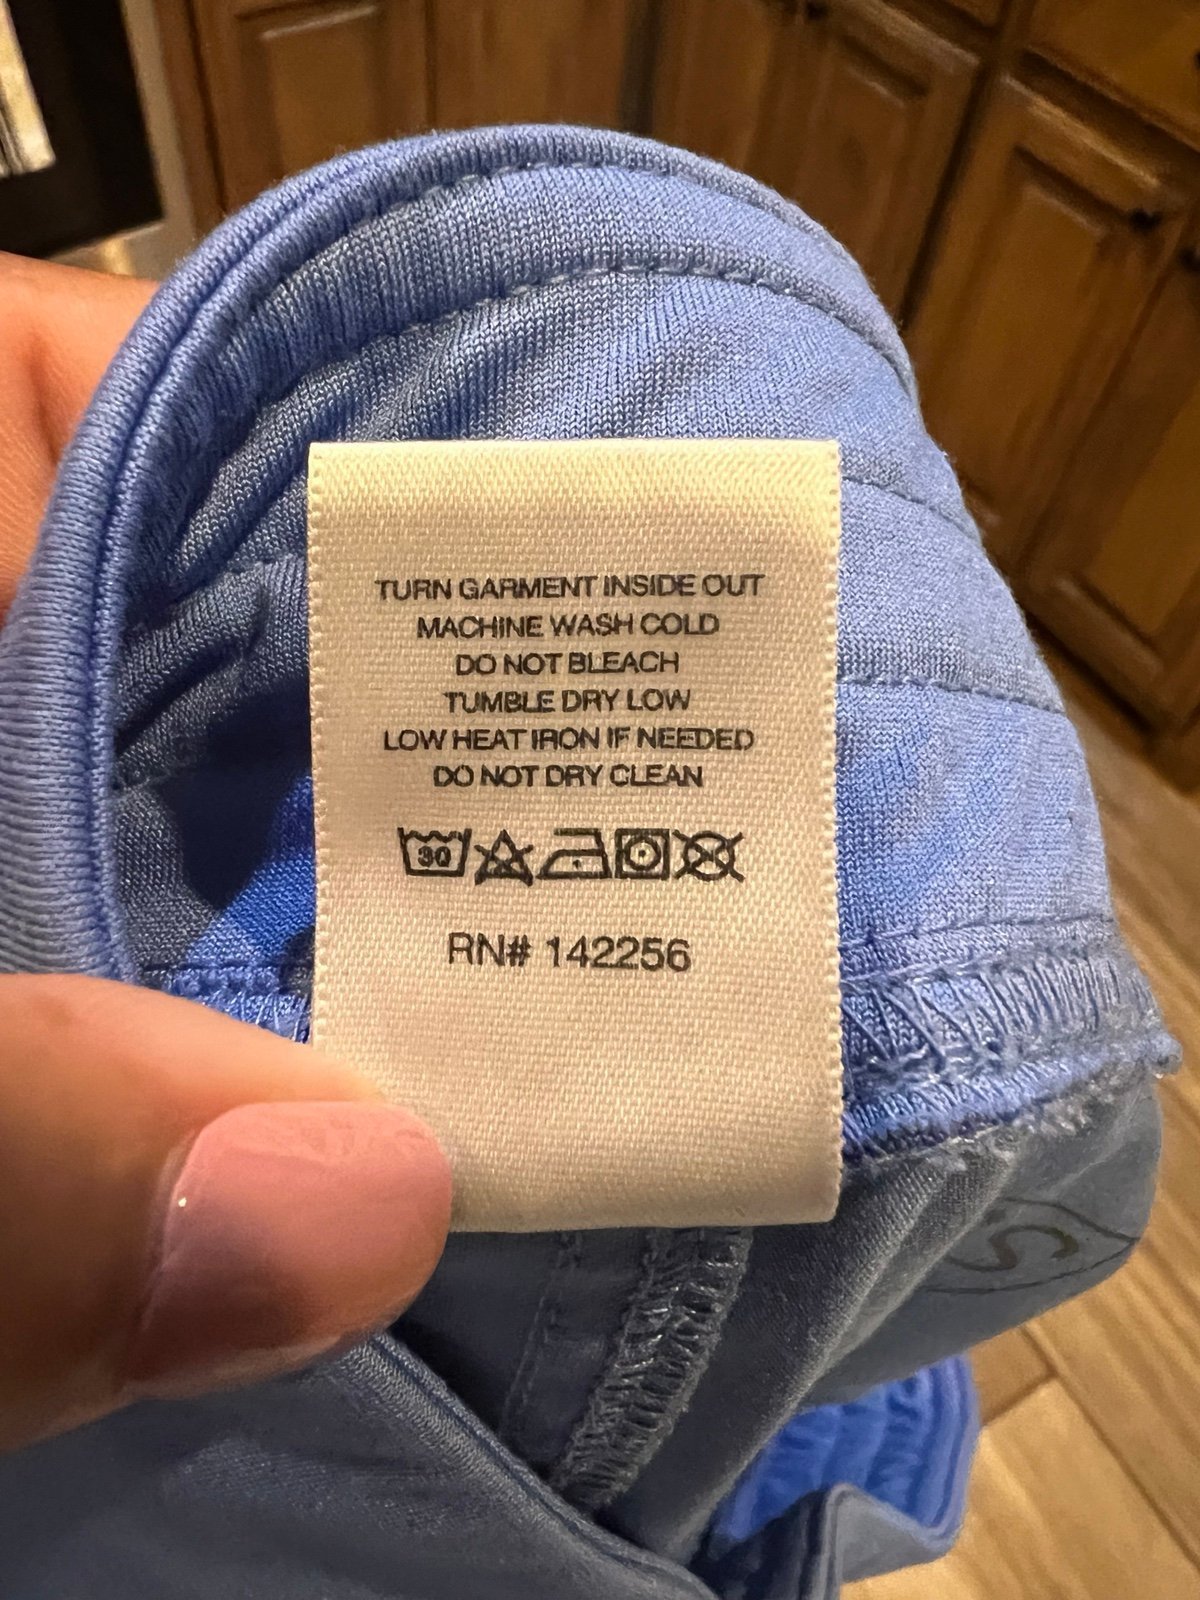 TURN GARMENT INSIDE OUT
MACHINE WASH COLD
DO NOT BLEACH
TUMBLE DRY LOW
LOW HEAT IRON IF NEEDED
DO NOT DRY CLEAN
30
RN# 142256
S